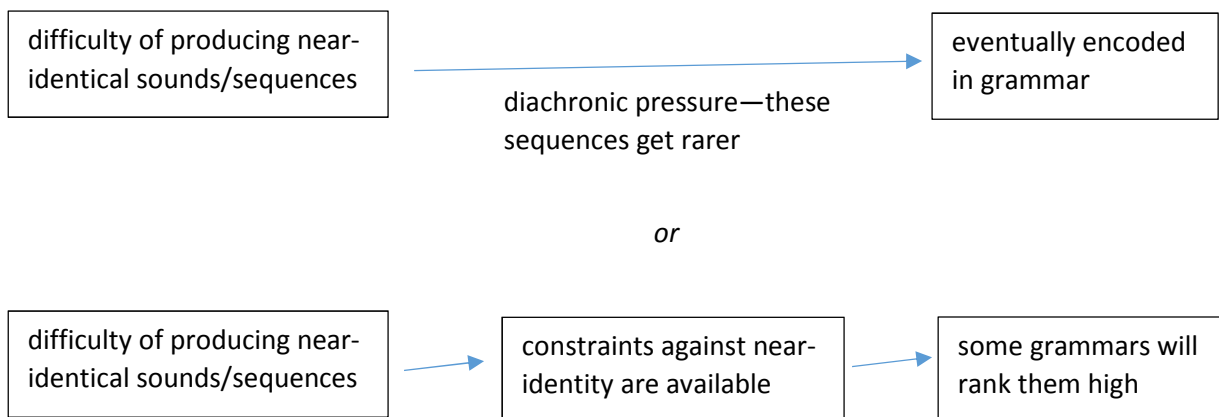 difficulty of producing near-
identical sounds/sequences
eventually encoded
in grammar
diachronic pressure—these
sequences get rarer
or
difficulty of producing near-
identical sounds/sequences
constraints against near-
identity are available
some grammars will
rank them high